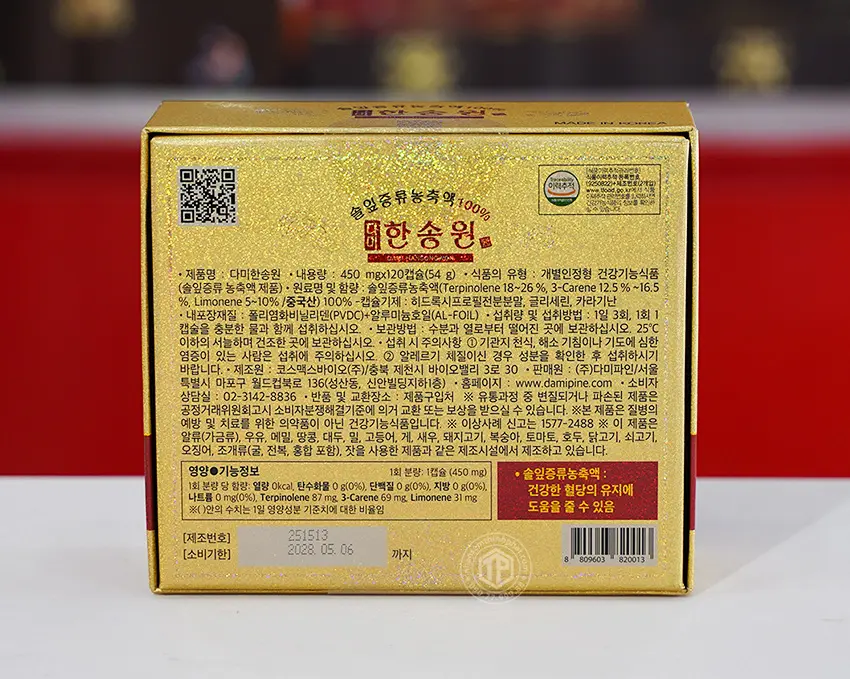 솔잎증류농축액100%
MADE IN KOREA
이력추적
식품이력추적 등록번호
솔잎증류농축액100%
다미
한송원
DAMI HANSONGWON
• 제품명 : 다미한송원 • 내용량 : 450 mgx120캡슐(54 g) • 식품의 유형 : 개별인정형 건강기능식품
(솔잎증류 농축액 제품) • 원료명 및 함량 : 솔잎증류농축액(Terpinolene 18~26 %, 3-Carene 12.5 % ~16.5
%, Limonene 5~10% /중국산) 100% -캡슐기제 : 히드록시프로필전분분말, 글리세린, 카라기난
• 내포장재질 : 폴리염화비닐리덴(PVDC)+알루미늄호일(AL-FOIL) • 섭취량 및 섭취방법 : 1일 3회, 1회 1
캡슐을 충분한 물과 함께 섭취하십시오. • 보관방법 : 수분과 열로부터 떨어진 곳에 보관하십시오. 25℃
이하의 서늘하며 건조한 곳에 보관하십시오. • 섭취 시 주의사항 ① 기관지 천식, 해소 기침이나 기도에 심한
염증이 있는 사람은 섭취에 주의하십시오. ② 알레르기 체질이신 경우 성분을 확인한 후 섭취하시기
바랍니다. • 제조원 : 코스맥스바이오(주)/충북 제천시 바이오밸리 3로 30 • 판매원 : (주)다미파인/서울
특별시 마포구 월드컵북로 136(성산동, 신안빌딩지하1층) • 홈페이지 : www.damipine.com • 소비자
상담실 : 02-3142-8836 • 반품 및 교환장소 : 제품구입처 ※ 유통과정 중 변질되거나 파손된 제품은
공정거래위원회고시 소비자분쟁해결기준에 의거 교환 또는 보상을 받으실 수 있습니다. ※본 제품은 질병의
예방 및 치료를 위한 의약품이 아닌 건강기능식품입니다. ※ 이상사례 신고는 1577-2488 ※ 이 제품은
알류(가금류), 우유, 메밀, 땅콩, 대두, 밀, 고등어, 게, 새우, 돼지고기, 복숭아, 토마토, 호두, 닭고기, 쇠고기,
오징어, 조개류(굴, 전복, 홍합 포함), 잣을 사용한 제품과 같은 제조시설에서 제조하고 있습니다.
영양●기능정보
1회 분량: 1캡슐 (450 mg)
1회 분량 당 함량: 열량 0kcal, 탄수화물 0 g(0%), 단백질 0 g(0%), 지방 0 g(0%),
나트륨 0 mg(0%), Terpinolene 87 mg, 3-Carene 69 mg, Limonene 31 mg
※( )안의 수치는 1일 영양성분 기준치에 대한 비율임
• 솔잎증류농축액 :
건강한 혈당의 유지에
도움을 줄 수 있음
[제조번호] 251513
[소비기한] 2028. 05. 06 까지
8 809603 820013
TP